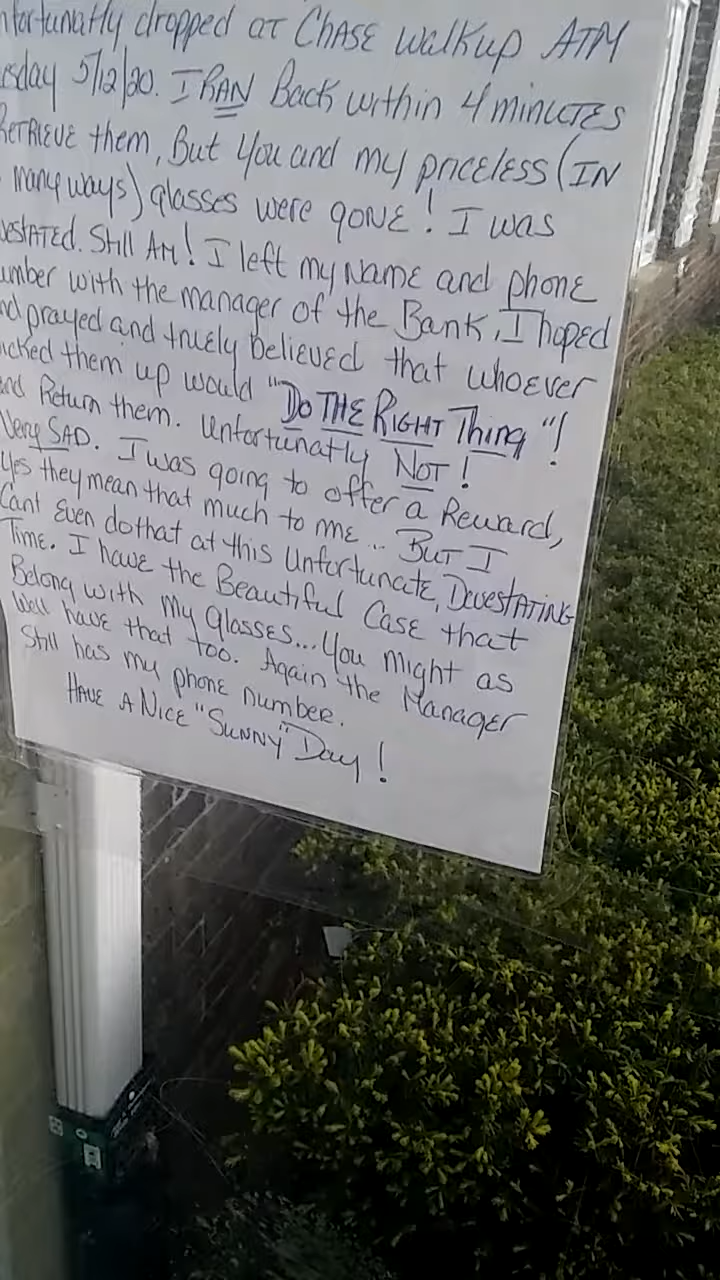 nfortunatly dropped at CHASE walkup ATM
esday 5/12/20. I RAN Back within 4 minutes
RETRIEVE them, But You and my priceless (IN
many ways) glasses were gone! I was
vestATED. Still Am! I left my Name and phone
umber with the manager of the Bank, I hoped
nd prayed and truely believed that whoever
icked them up would "Do THE RIGHT Thing"!
nd Return them. Unfortunatly NOT!
Very SAD. I was going to offer a Reward,
Yes they mean that much to me... But I
Cant Even do that at this Unfortunate, DevestATING
Time. I have the Beautiful Case that
Belong with My Glasses... You might as
Well have that too. Again the Manager
Still has my phone number.
HAVE A NICE "SUNNY" Day!